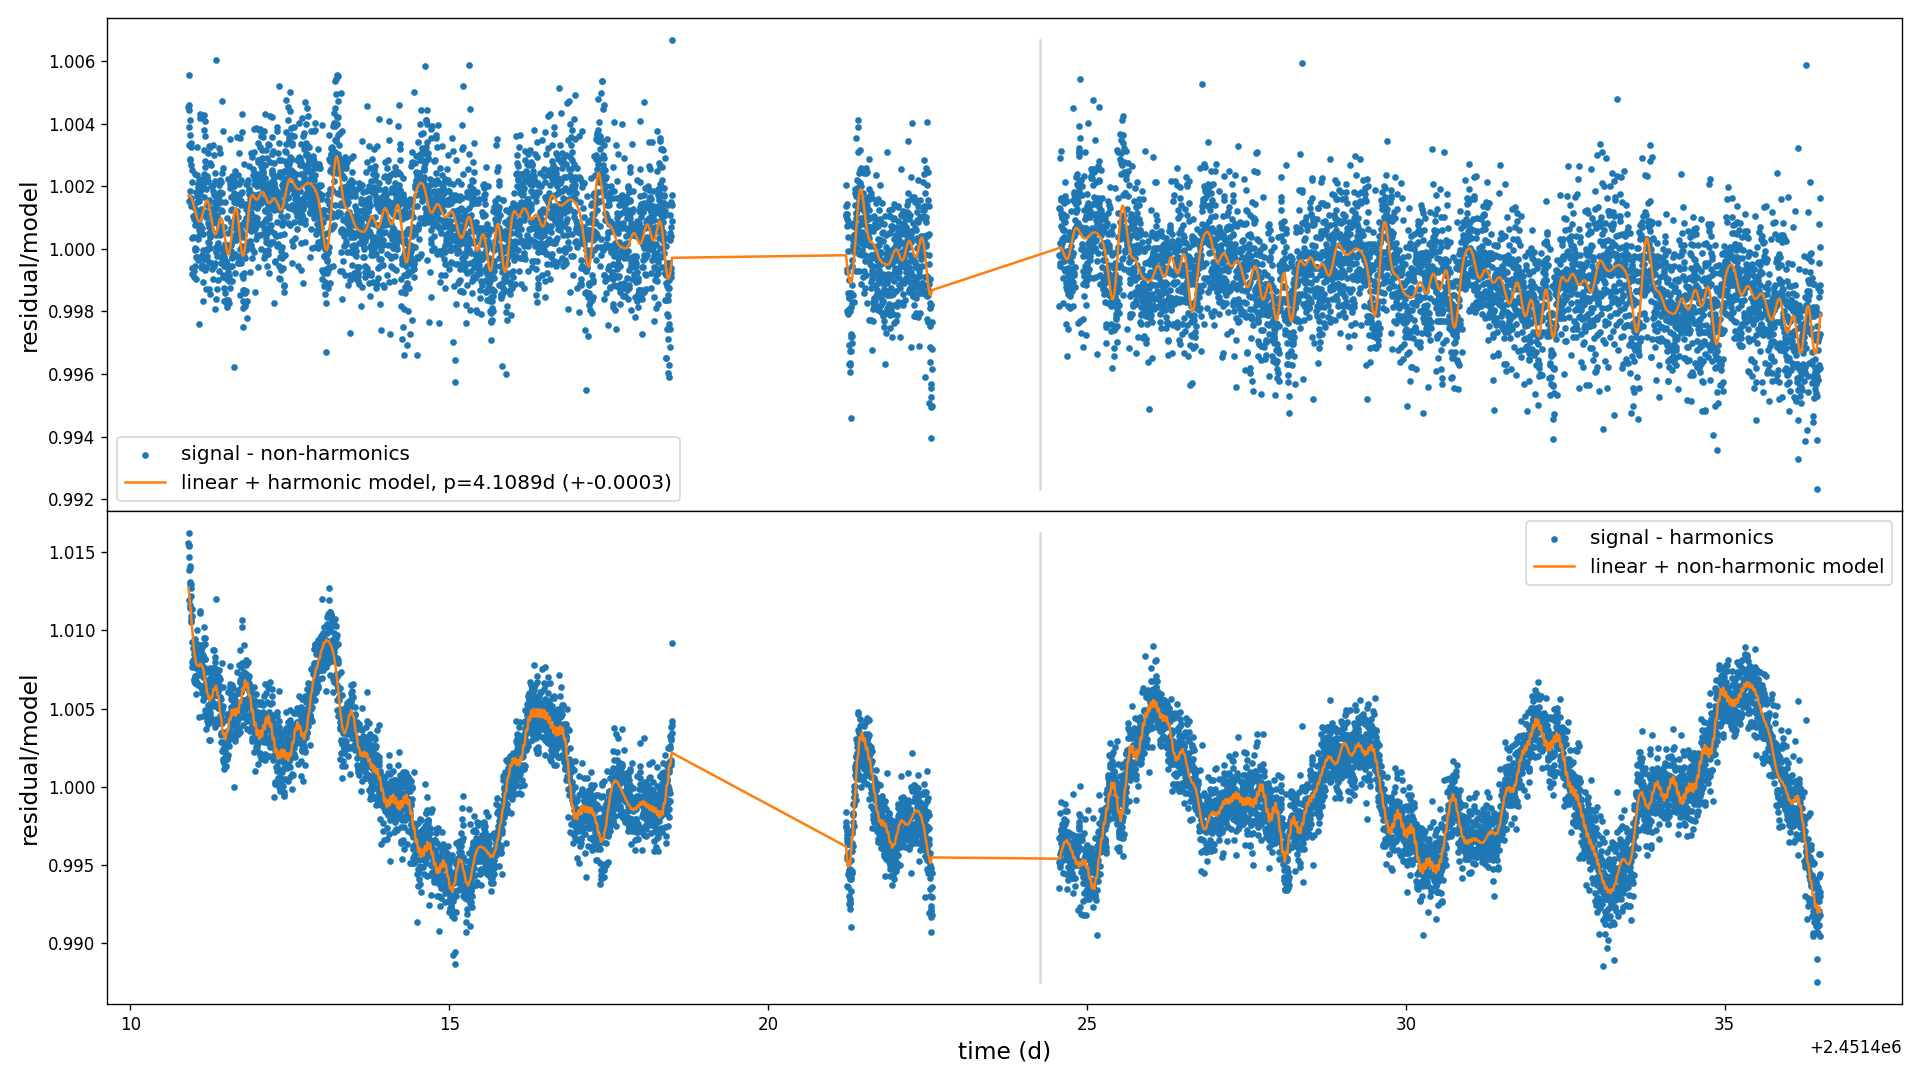 1.006
1.004
1.002
1.000
0.998
0.996
0.994
0.992
residual/model
signal - non-harmonics
linear + harmonic model, p=4.1089d (+-0.0003)
1.015
1.010
1.005
1.000
0.995
0.990
residual/model
signal - harmonics
linear + non-harmonic model
10 15 20 25 30 35
time (d)
+2.4514e6